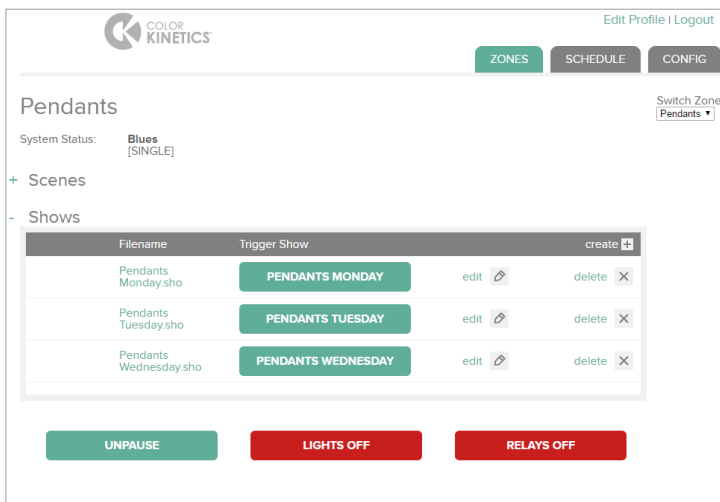 COLOR
KINETICS
Edit Profile | Logout
ZONES SCHEDULE CONFIG
Pendants
Switch Zone
Pendants
System Status: Blues
[SINGLE]
+ Scenes
- Shows
Filename Trigger Show create +
Pendants
Monday.sho PENDANTS MONDAY edit delete
Pendants
Tuesday.sho PENDANTS TUESDAY edit delete
Pendants
Wednesday.sho PENDANTS WEDNESDAY edit delete
UNPAUSE LIGHTS OFF RELAYS OFF